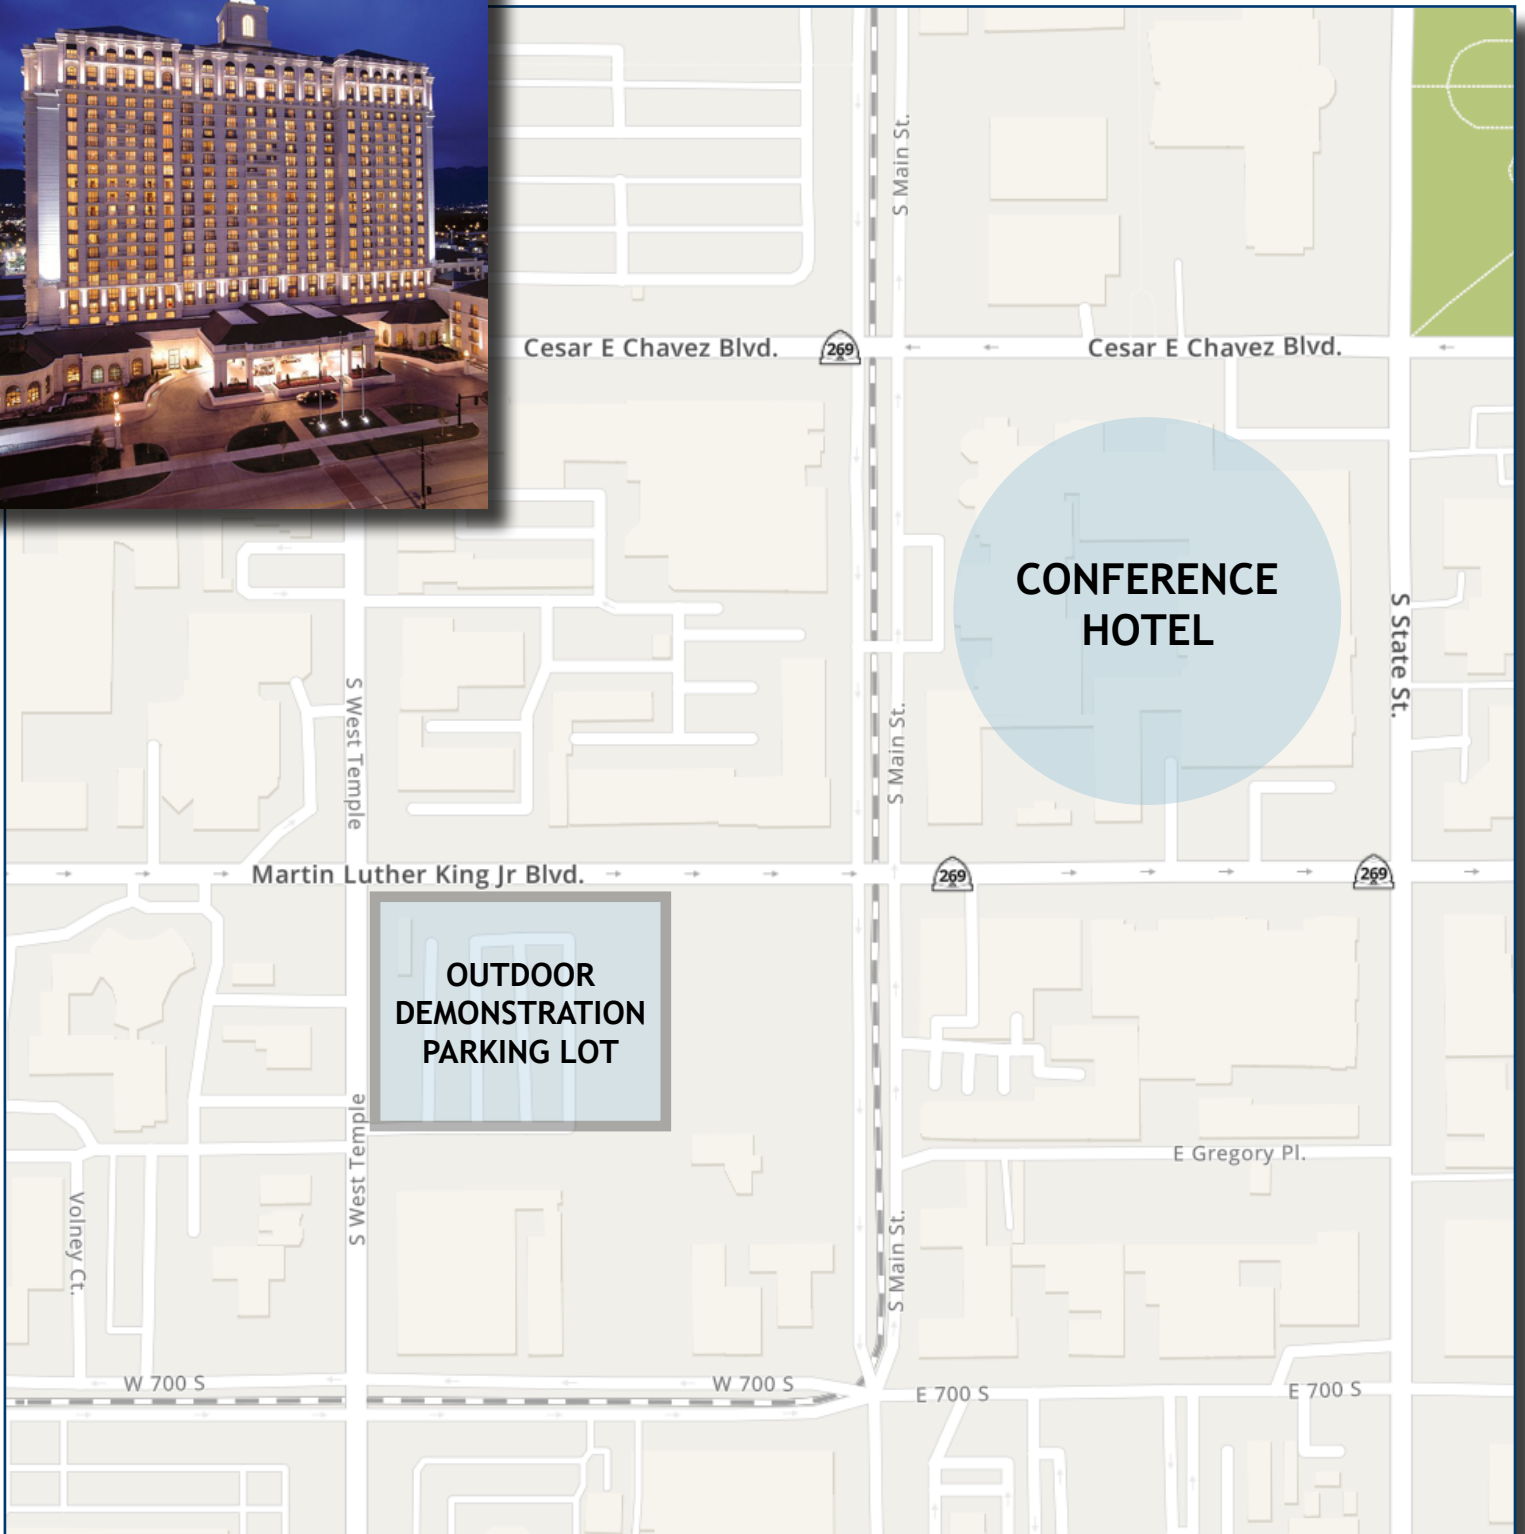 S Main St.
Cesar E Chavez Blvd.
269
Cesar E Chavez Blvd.
CONFERENCE
HOTEL
S State St.
S West Temple
S Main St.
Martin Luther King Jr Blvd.
269
269
OUTDOOR
DEMONSTRATION
PARKING LOT
S West Temple
E Gregory Pl.
Volney Ct.
S Main St.
W 700 S
W 700 S
E 700 S
E 700 S